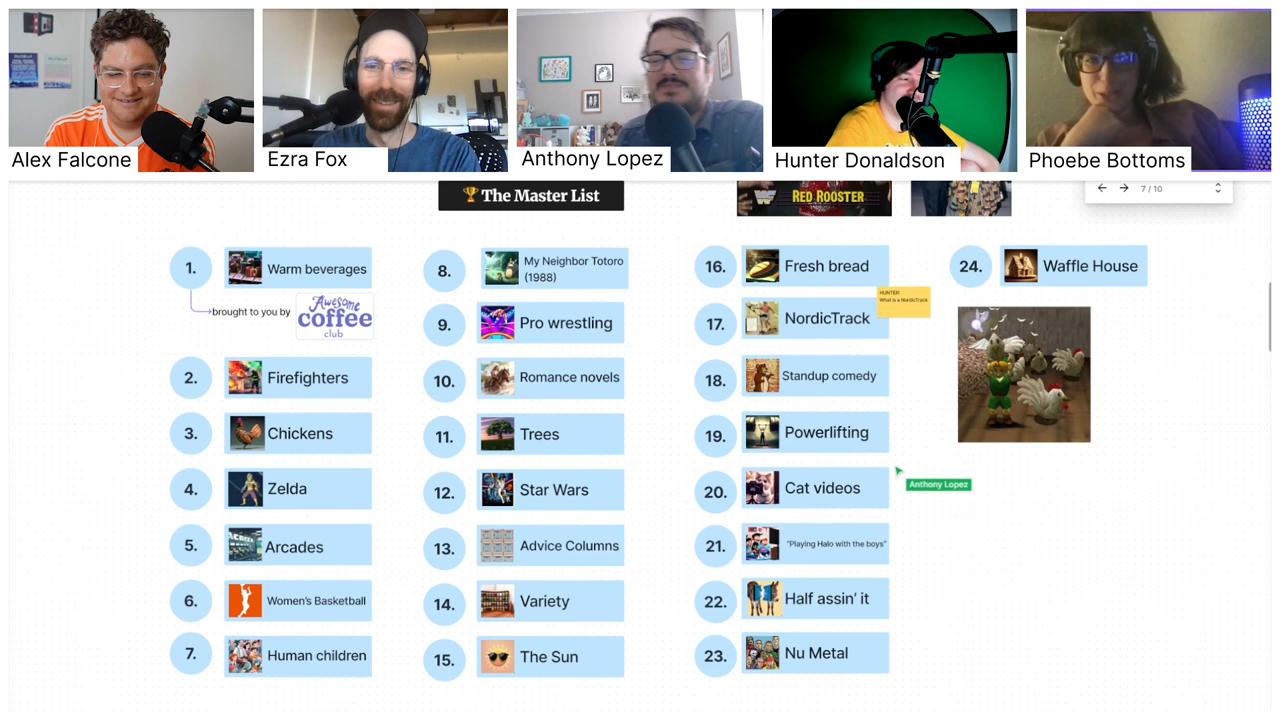 Alex Falcone
Ezra Fox
Anthony Lopez
Hunter Donaldson
Phoebe Bottoms
🏆 The Master List
RED ROOSTER
7 / 10
1.
Warm beverages
brought to you by
Awesome
coffee
club
2.
Firefighters
3.
Chickens
4.
Zelda
5.
Arcades
6.
Women's Basketball
7.
Human children
8.
My Neighbor Totoro
(1988)
9.
Pro wrestling
10.
Romance novels
11.
Trees
12.
Star Wars
13.
Advice Columns
14.
Variety
15.
The Sun
16.
Fresh bread
HUNTER!
What is a NordicTrack
17.
NordicTrack
18.
Standup comedy
19.
Powerlifting
20.
Cat videos
Anthony Lopez
21.
"Playing Halo with the boys"
22.
Half assin' it
23.
Nu Metal
24.
Waffle House